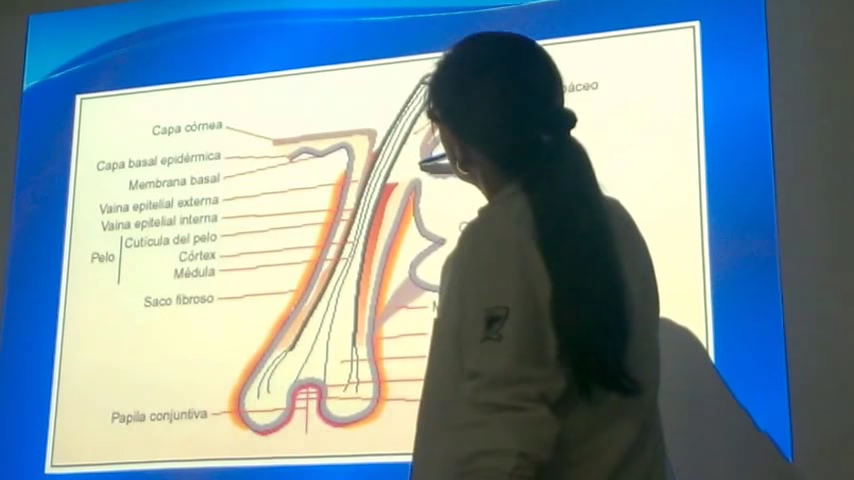 Capa córnea
Capa basal epidérmica
Membrana basal
Vaina epitelial externa
Vaina epitelial interna
Pelo
Cutícula del pelo
Córtex
Médula
Saco fibroso
Papila conjuntiva